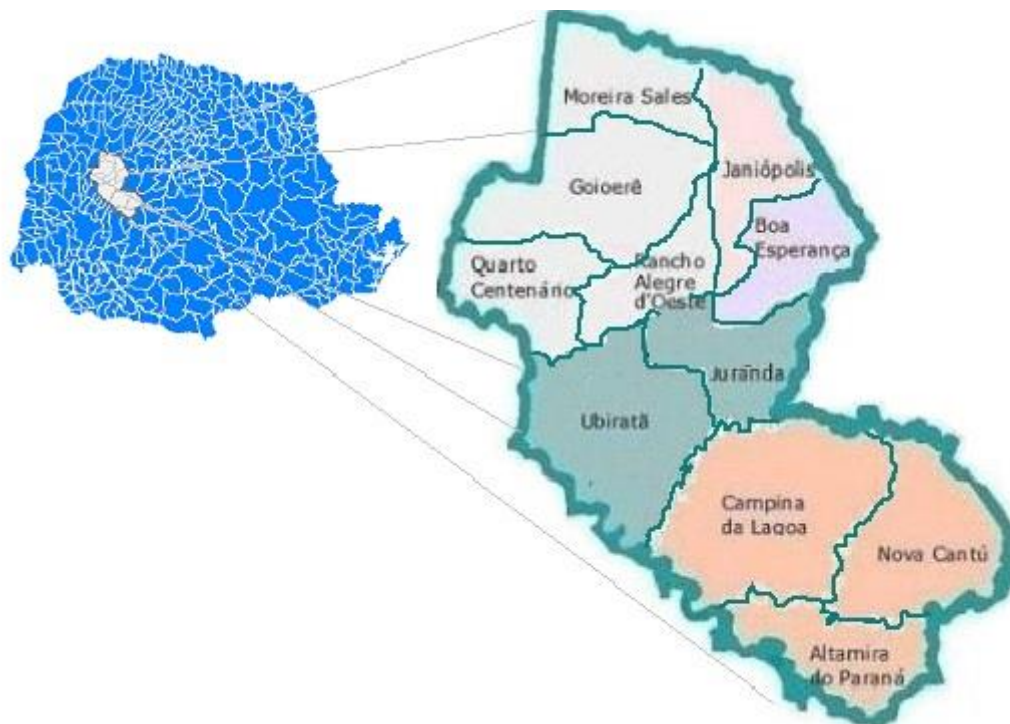 Moreira Sales
Janiópolis
Goioerê
Boa
Esperança
Quarto
Centenário
Rancho
Alegre
d'Oeste
Juranda
Ubiratã
Campina
da Lagoa
Nova Cantú
Altamira
do Paraná